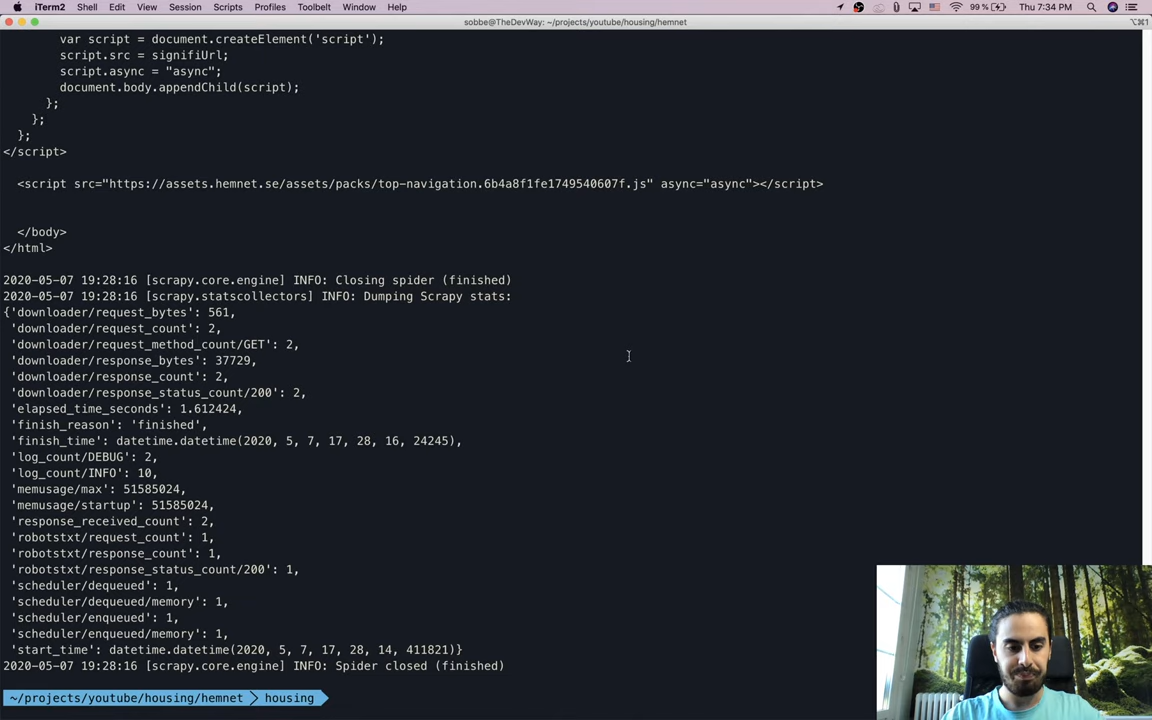 iTerm2 Shell Edit View Session Scripts Profiles Toolbelt Window Help 99 % Thu 7:34 PM
sobbe@TheDevWay: ~/projects/youtube/housing/hemnet
⌥⌘1
var script = document.createElement('script');
script.src = signifiUrl;
script.async = "async";
document.body.appendChild(script);
};
};
};
</script>
<script src="https://assets.hemnet.se/assets/packs/top-navigation.6b4a8f1fe1749540607f.js" async="async"></script>
</body>
</html>
2020-05-07 19:28:16 [scrapy.core.engine] INFO: Closing spider (finished)
2020-05-07 19:28:16 [scrapy.statscollectors] INFO: Dumping Scrapy stats:
{'downloader/request_bytes': 561,
'downloader/request_count': 2,
'downloader/request_method_count/GET': 2,
'downloader/response_bytes': 37729,
'downloader/response_count': 2,
'downloader/response_status_count/200': 2,
'elapsed_time_seconds': 1.612424,
'finish_reason': 'finished',
'finish_time': datetime.datetime(2020, 5, 7, 17, 28, 16, 24245),
'log_count/DEBUG': 2,
'log_count/INFO': 10,
'memusage/max': 51585024,
'memusage/startup': 51585024,
'response_received_count': 2,
'robotstxt/request_count': 1,
'robotstxt/response_count': 1,
'robotstxt/response_status_count/200': 1,
'scheduler/dequeued': 1,
'scheduler/dequeued/memory': 1,
'scheduler/enqueued': 1,
'scheduler/enqueued/memory': 1,
'start_time': datetime.datetime(2020, 5, 7, 17, 28, 14, 411821)}
2020-05-07 19:28:16 [scrapy.core.engine] INFO: Spider closed (finished)
~/projects/youtube/housing/hemnet housing